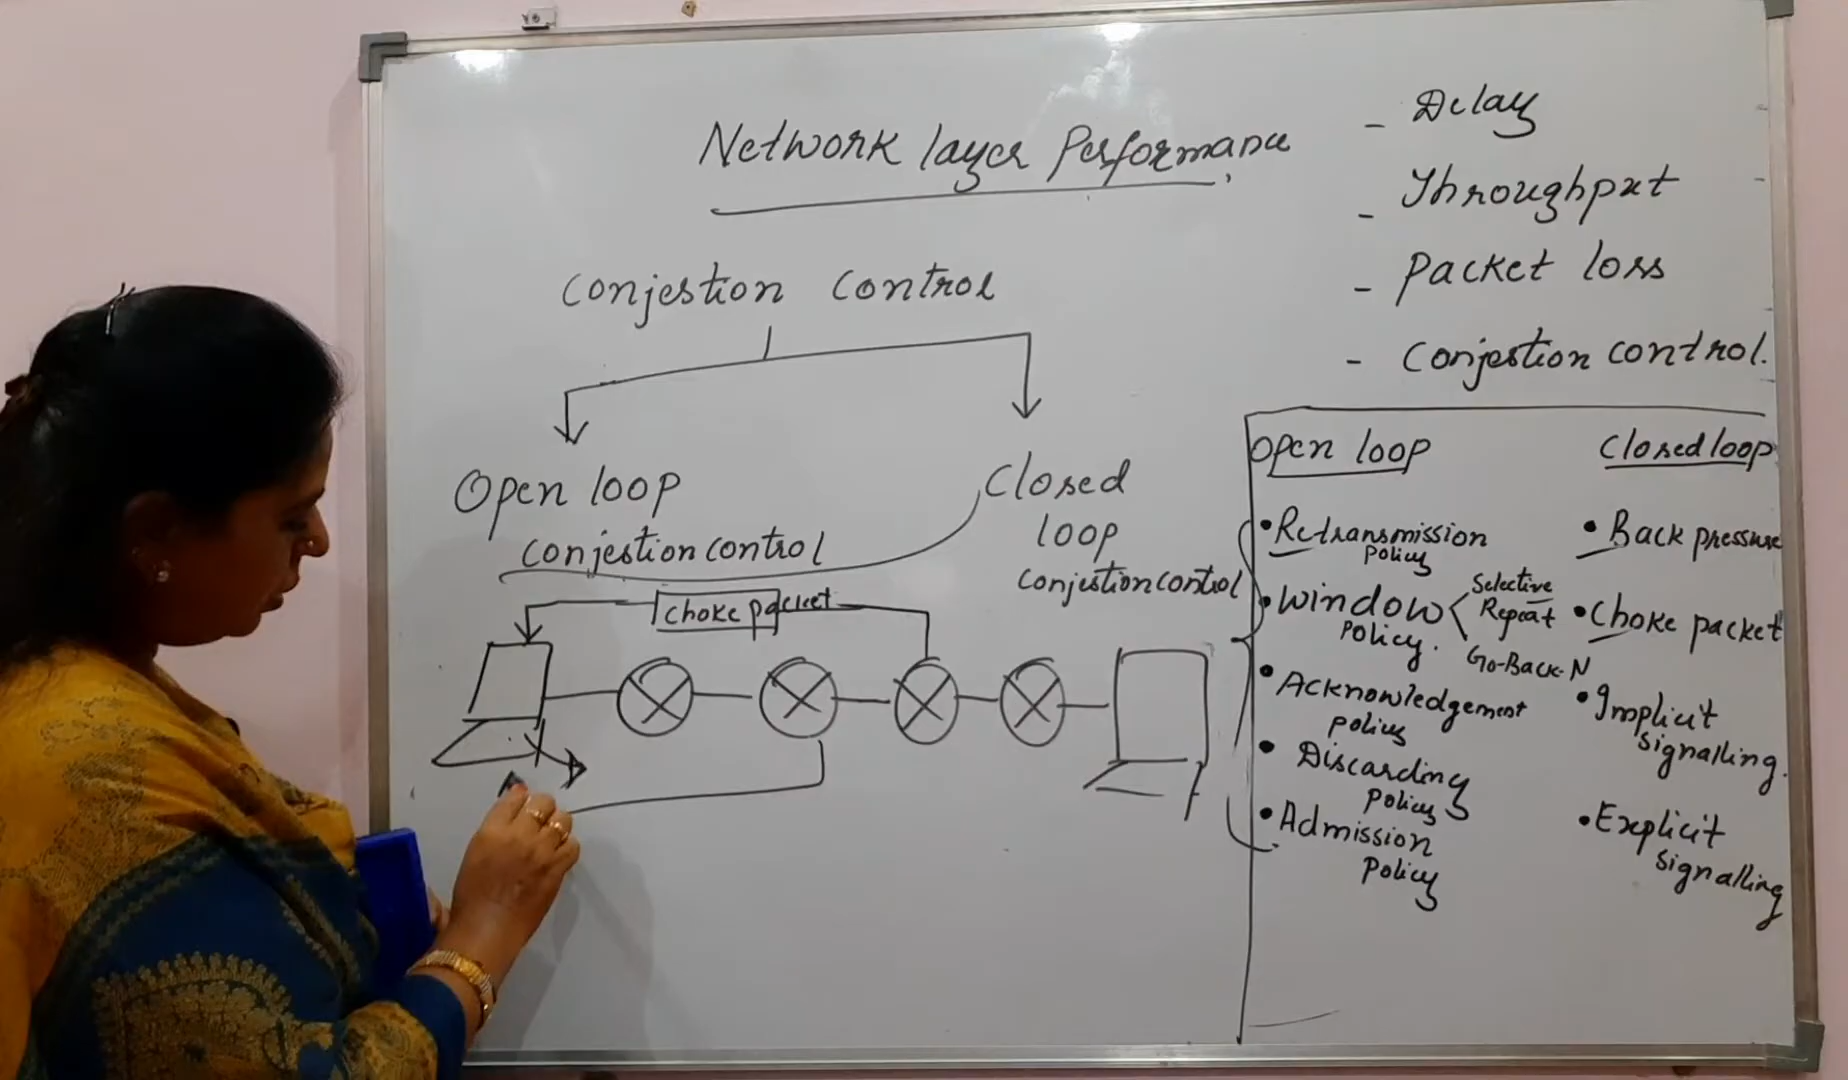 Network layer Performance
- Delay
- Throughput
- Packet loss
- Conjestion control.
Conjestion control
Open loop
Conjestion control
Closed
loop
Conjestion control
Choke packet
Open loop
• Retransmission
Policy
• Window
Policy.
Selective
Repeat
Go-Back-N
• Acknowledgement
Policy
• Discarding
Policy
• Admission
Policy
Closed loop
• Back pressure
• Choke packet
• Implicit
signalling.
• Explicit
signalling